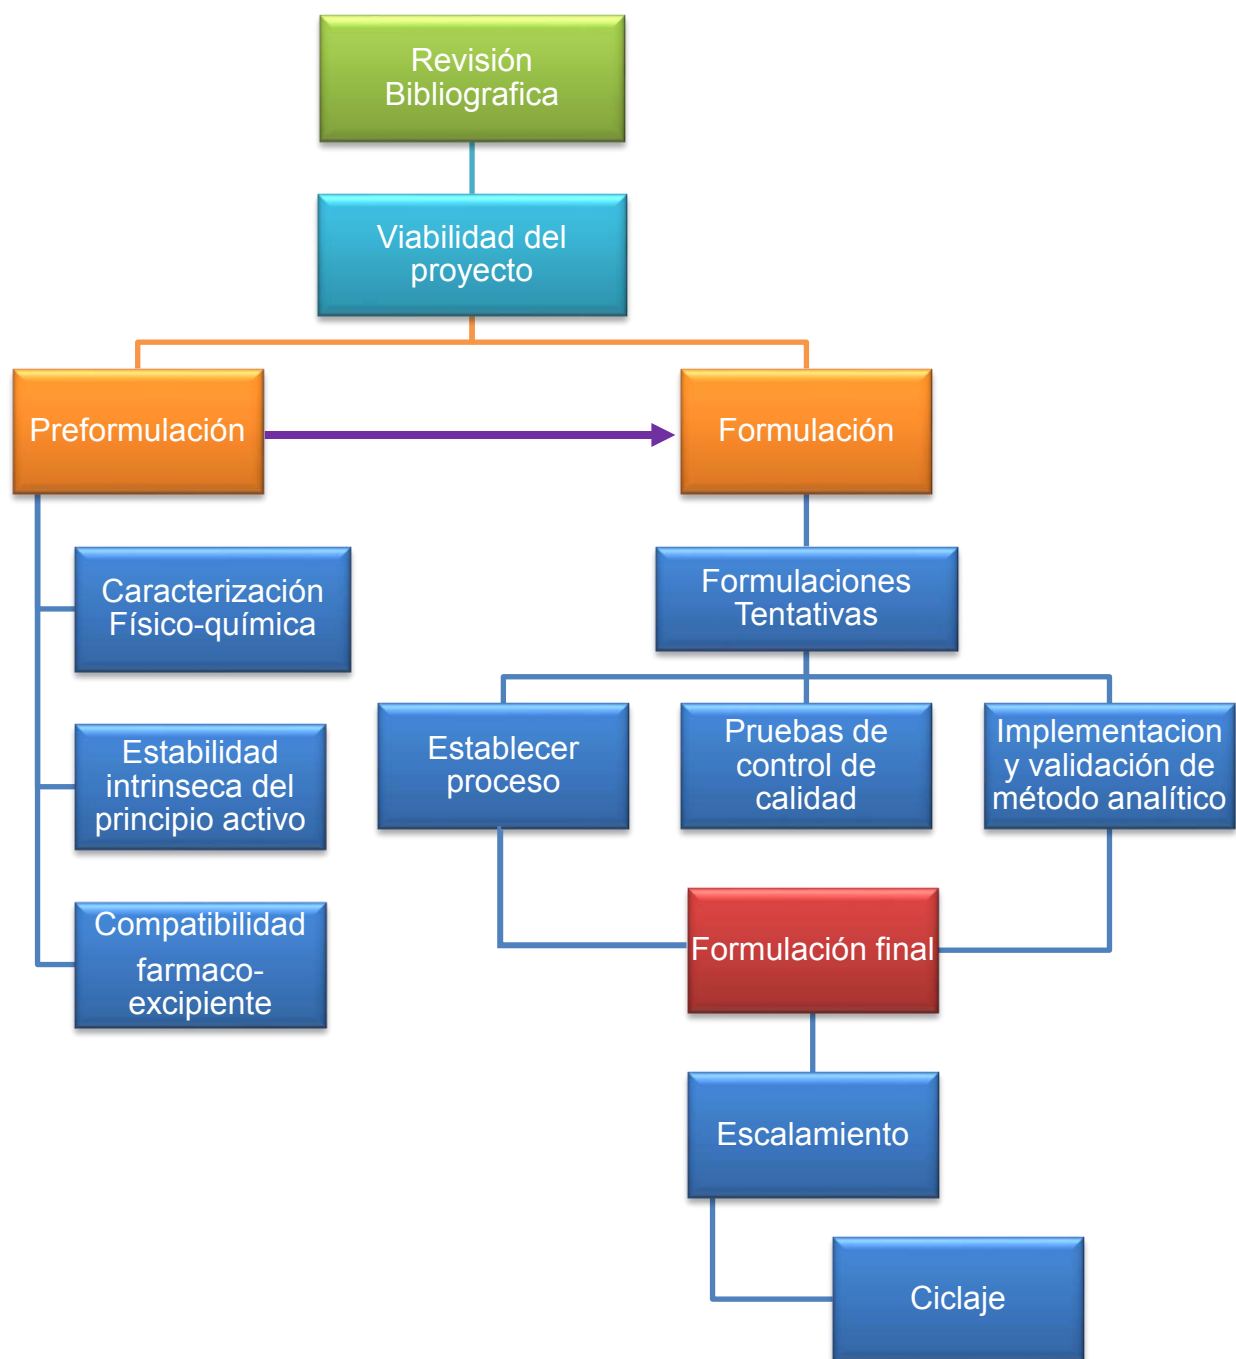 Revisión
Bibliografica
Viabilidad del
proyecto
Preformulación
Formulación
Caracterización
Físico-química
Estabilidad
intrinseca del
principio activo
Compatibilidad
farmaco-
excipiente
Formulaciones
Tentativas
Establecer
proceso
Pruebas de
control de
calidad
Implementacion
y validación de
método analítico
Formulación final
Escalamiento
Ciclaje